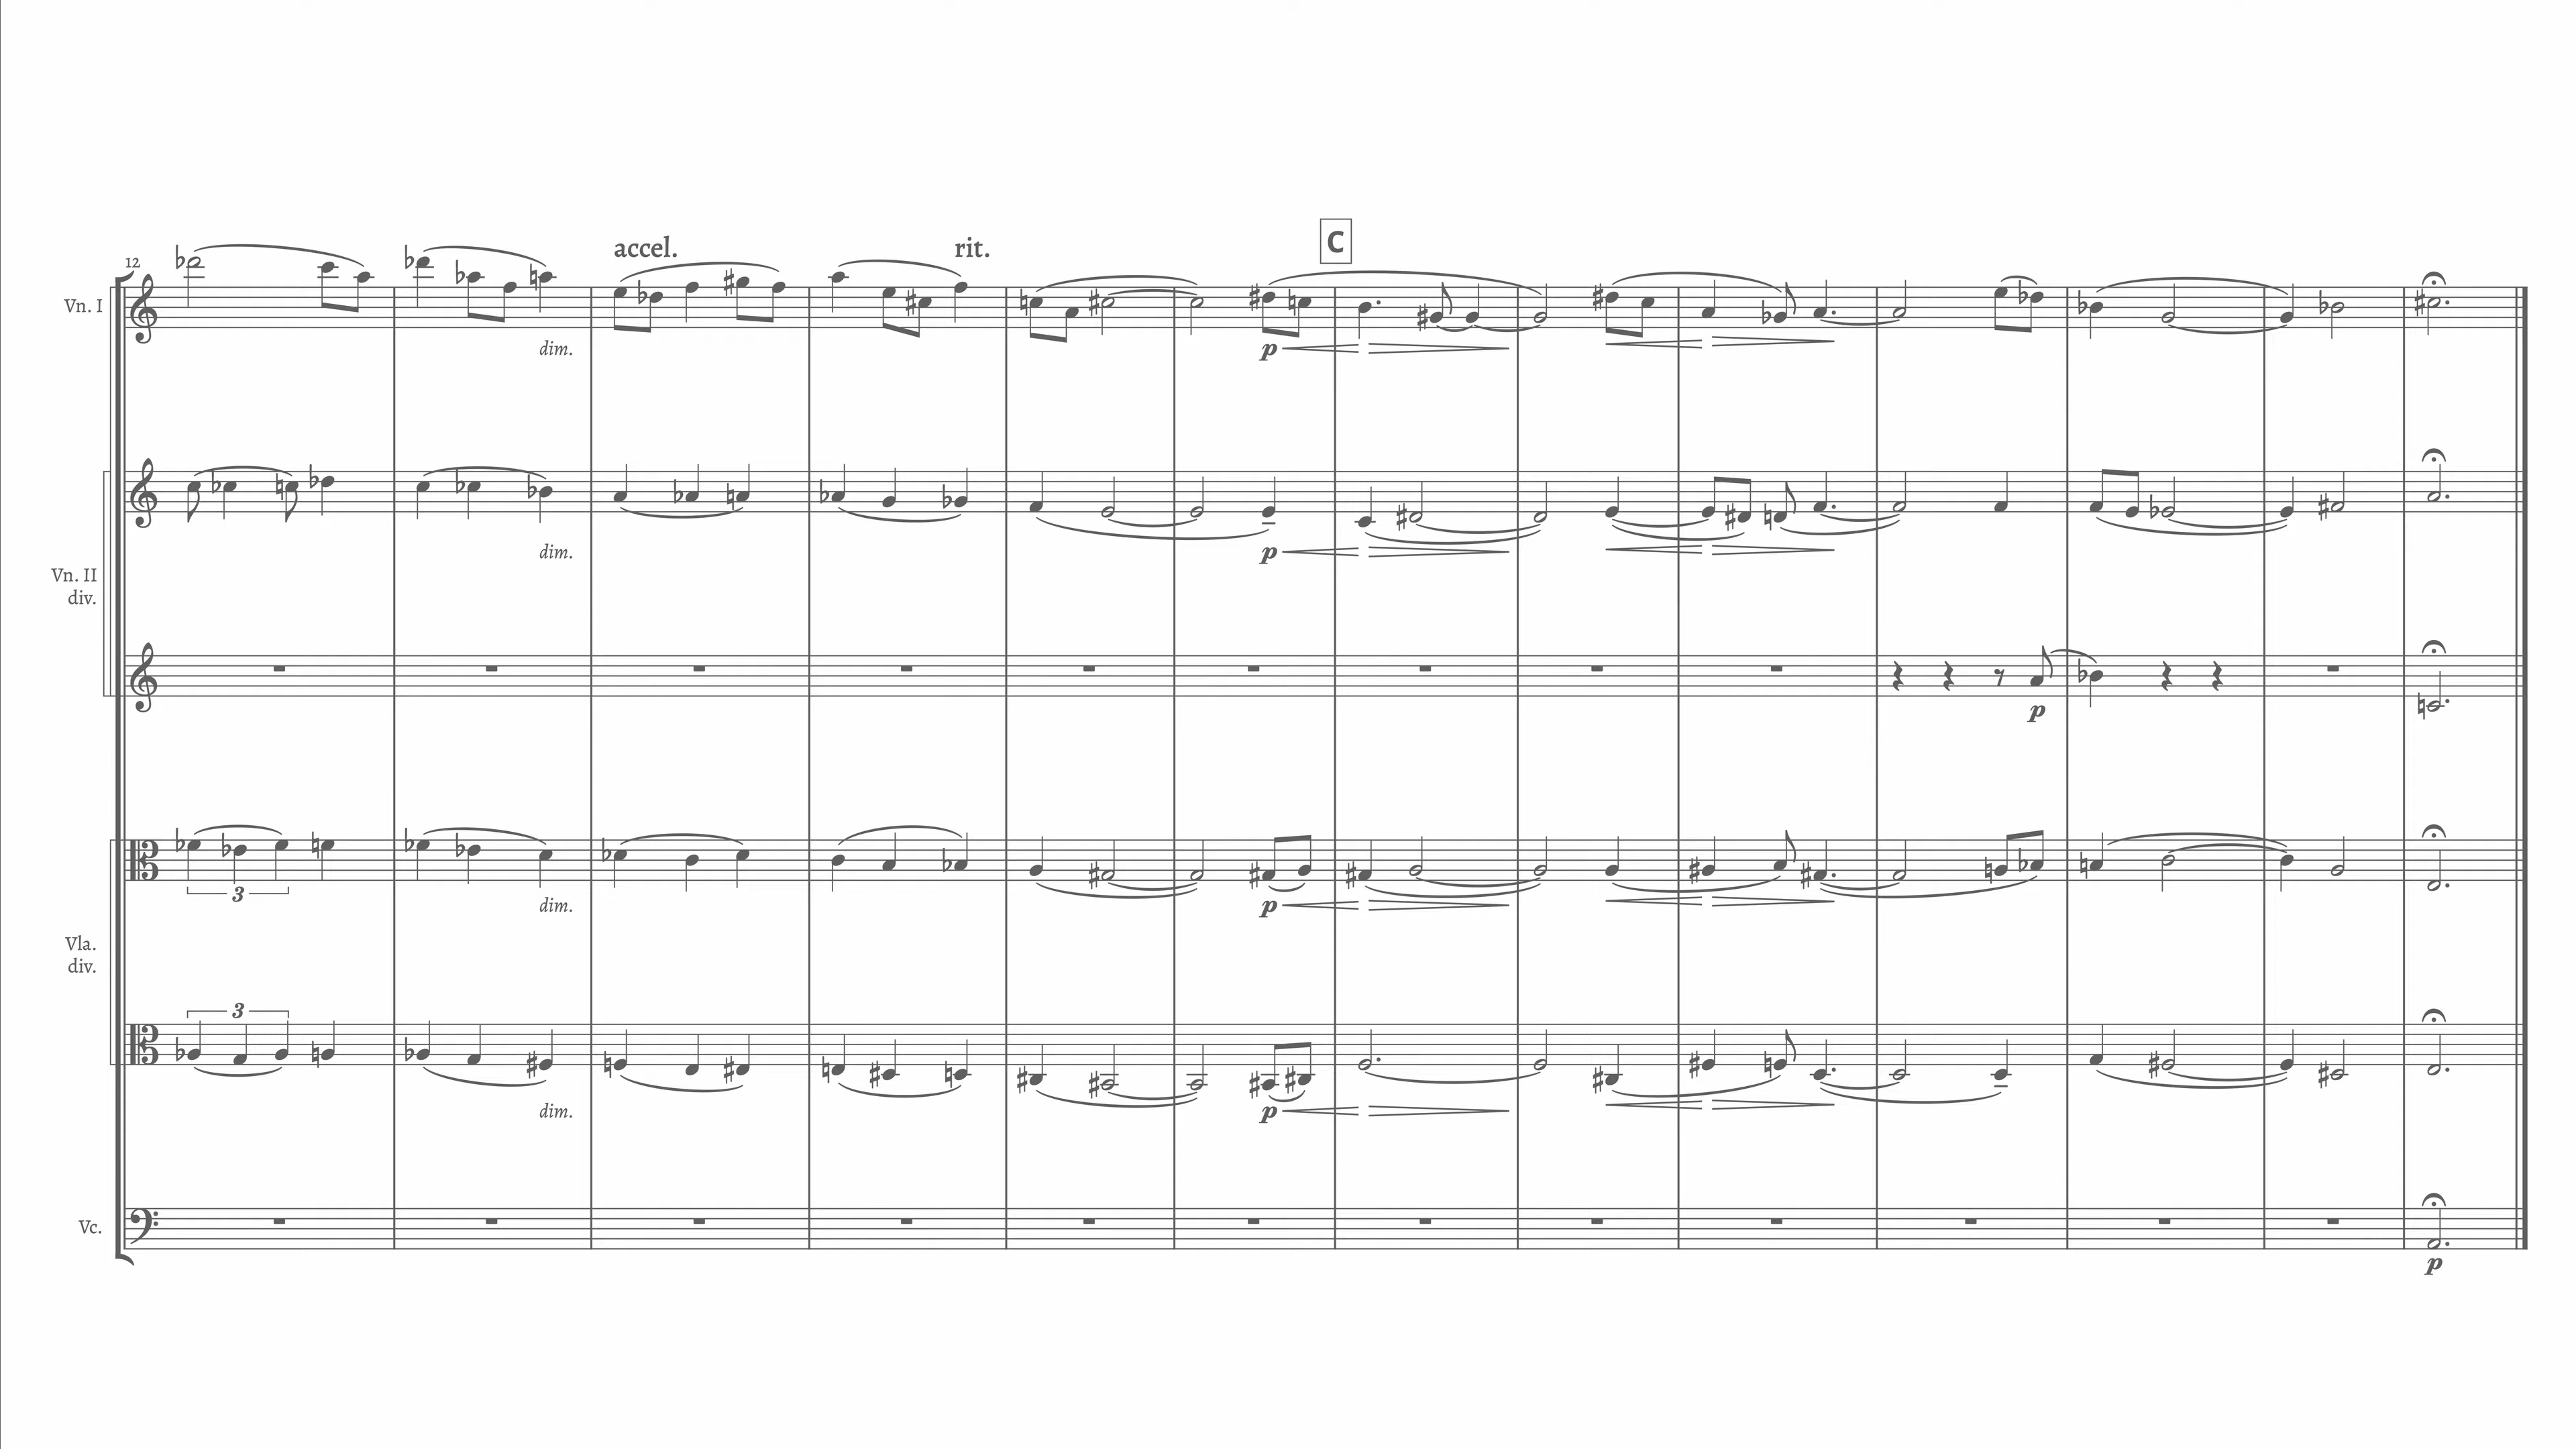 accel.
rit.
C
12
Vn. I
dim.
p
dim.
p
Vn. II
div.
p
3
dim.
p
Vla.
div.
3
dim.
p
Vc.
p